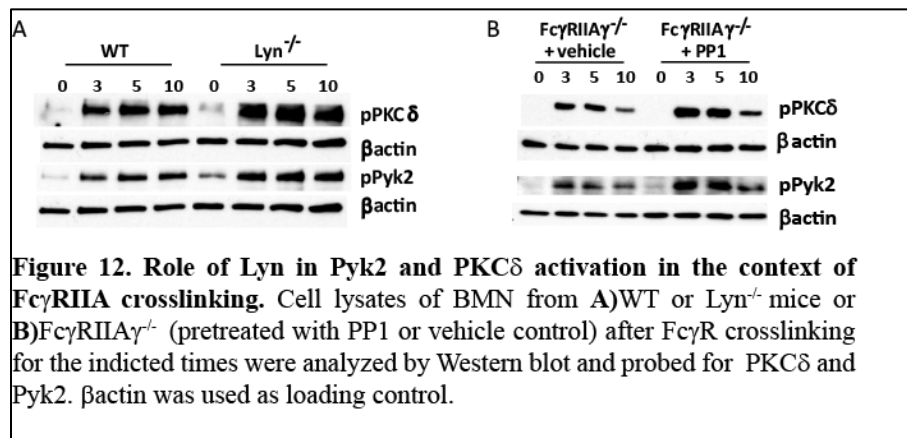 A
B
WT
Lyn-/-
FcγRIIAγ-/-
+ vehicle
FcγRIIAγ-/-
+ PP1
0 3 5 10 0 3 5 10
0 3 5 10 0 3 5 10
pPKCδ
βactin
pPyk2
βactin
pPKCδ
βactin
pPyk2
βactin
Figure 12. Role of Lyn in Pyk2 and PKCδ activation in the context of
FcγRIIA crosslinking. Cell lysates of BMN from A)WT or Lyn-/- mice or
B)FcγRIIAγ-/- (pretreated with PP1 or vehicle control) after FcγR crosslinking
for the indicted times were analyzed by Western blot and probed for PKCδ and
Pyk2. βactin was used as loading control.